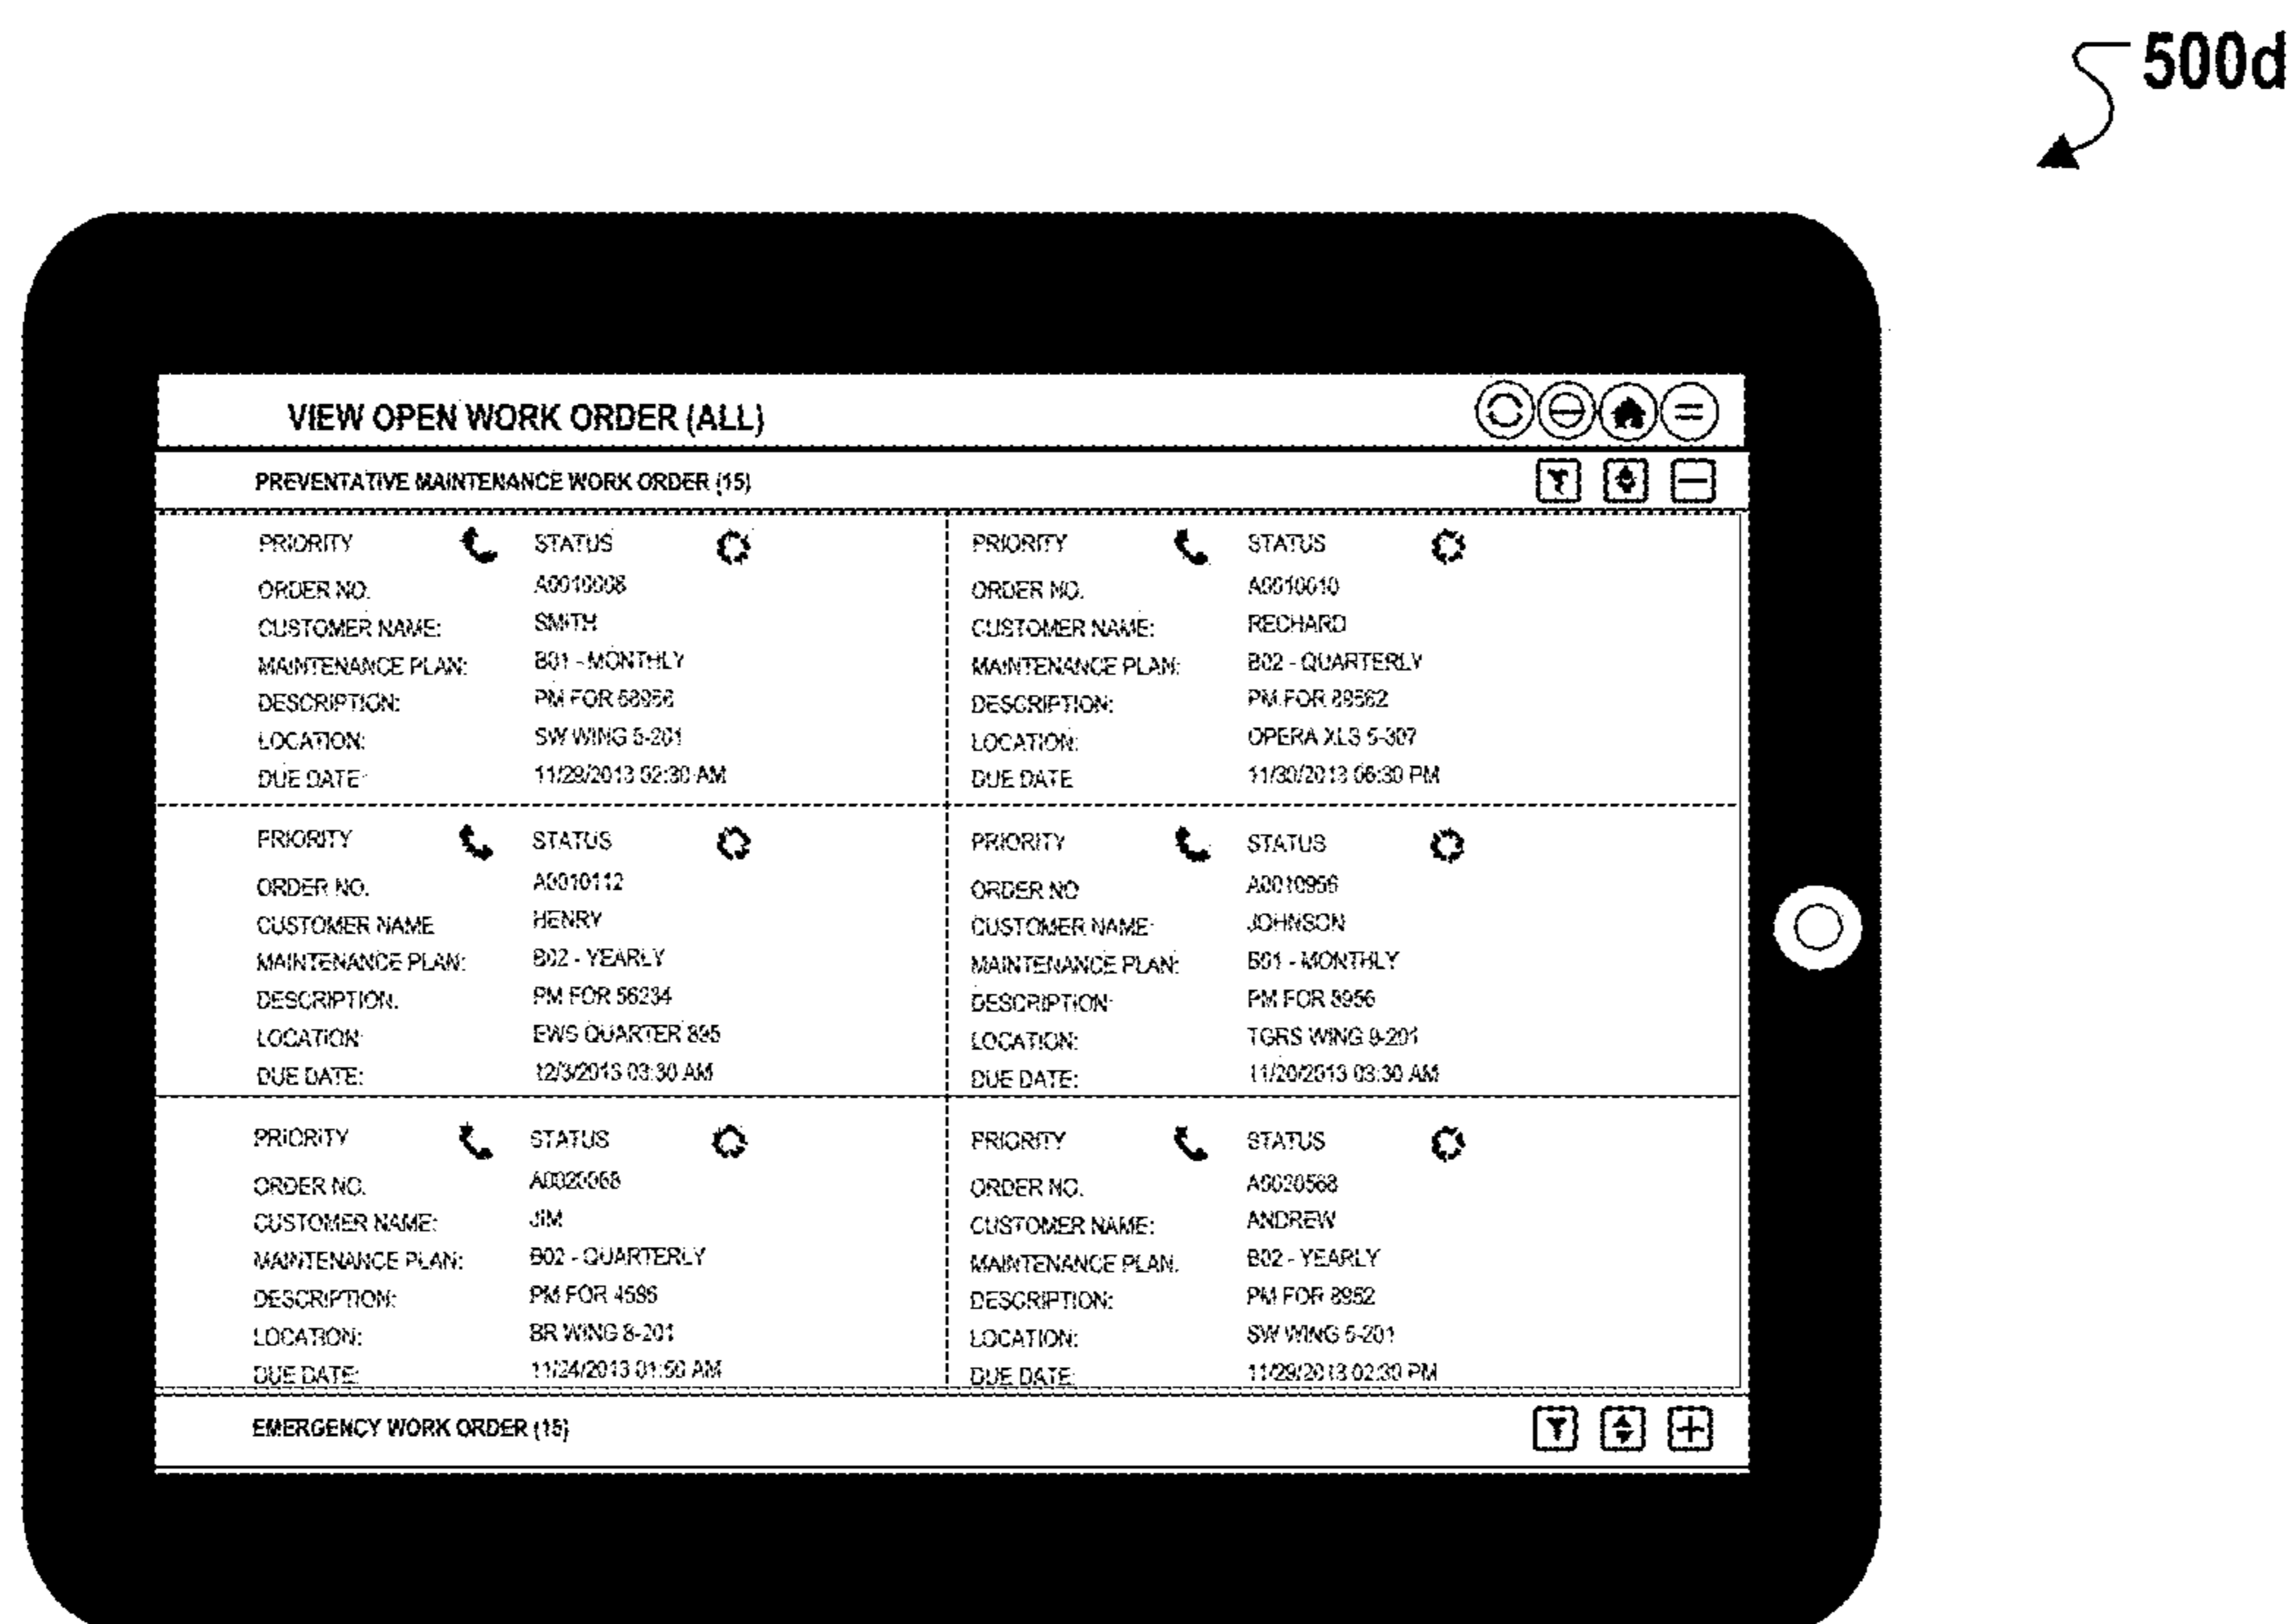 500d
VIEW OPEN WORK ORDER (ALL)
PREVENTATIVE MAINTENANCE WORK ORDER (15)
PRIORITY STATUS
ORDER NO. A0010008
CUSTOMER NAME: SMITH
MAINTENANCE PLAN: B01 - MONTHLY
DESCRIPTION: PM FOR
LOCATION: SW WING 5-201
DUE DATE: 11/29/2013 02:30 AM
PRIORITY STATUS
ORDER NO. A0010010
CUSTOMER NAME: RECHARD
MAINTENANCE PLAN: B02 - QUARTERLY
DESCRIPTION: PM FOR 89562
LOCATION: OPERA XLS 5-307
DUE DATE 11/30/2013 06:30 PM
PRIORITY STATUS
ORDER NO. A0010112
CUSTOMER NAME HENRY
MAINTENANCE PLAN: B02 - YEARLY
DESCRIPTION. PM FOR 56234
LOCATION: EWS QUARTER 895
DUE DATE: 12/3/2013 03:30 AM
PRIORITY STATUS
ORDER NO A0010956
CUSTOMER NAME: JOHNSON
MAINTENANCE PLAN: B01 - MONTHLY
DESCRIPTION: PM FOR 8956
LOCATION: TGRS WING 9-201
DUE DATE: 11/20/2013 03:30 AM
PRIORITY STATUS
ORDER NO.
CUSTOMER NAME: JIM
MAINTENANCE PLAN: B02 - QUARTERLY
DESCRIPTION: PM FOR 4586
LOCATION: BR WING 8-201
DUE DATE: 11/24/2013 01:50 AM
PRIORITY STATUS
ORDER NO. A0020568
CUSTOMER NAME: ANDREW
MAINTENANCE PLAN. B02 - YEARLY
DESCRIPTION: PM FOR 8952
LOCATION: SW WING 5-201
DUE DATE: 11/29/2013 02:30 PM
EMERGENCY WORK ORDER (15)